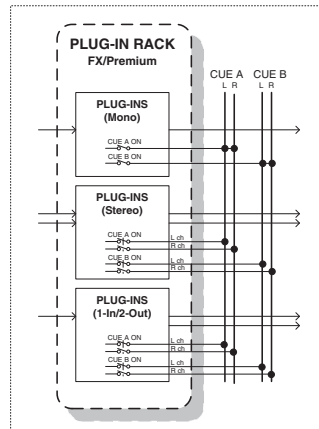 PLUG-IN RACK
FX/Premium
CUE A CUE B
L R L R
PLUG-INS
(Mono)
CUE A ON
CUE B ON
PLUG-INS
(Stereo)
CUE A ON
L ch
R ch
CUE B ON
L ch
R ch
PLUG-INS
(1-In/2-Out)
CUE A ON
L ch
R ch
CUE B ON
L ch
R ch